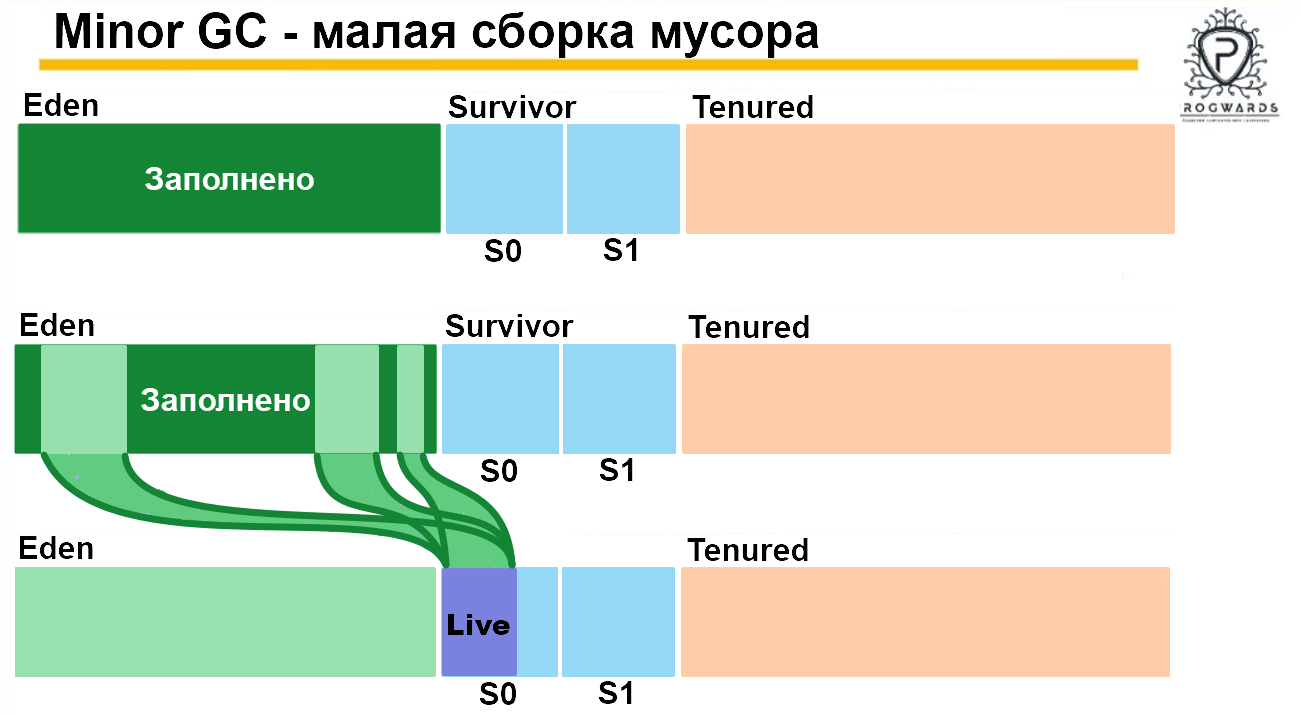 Minor GC - малая сборка мусора
P
ROGWARDS
Eden
Survivor
Tenured
Заполнено
S0
S1
Eden
Survivor
Tenured
Заполнено
S0
S1
Eden
Tenured
Live
S0
S1